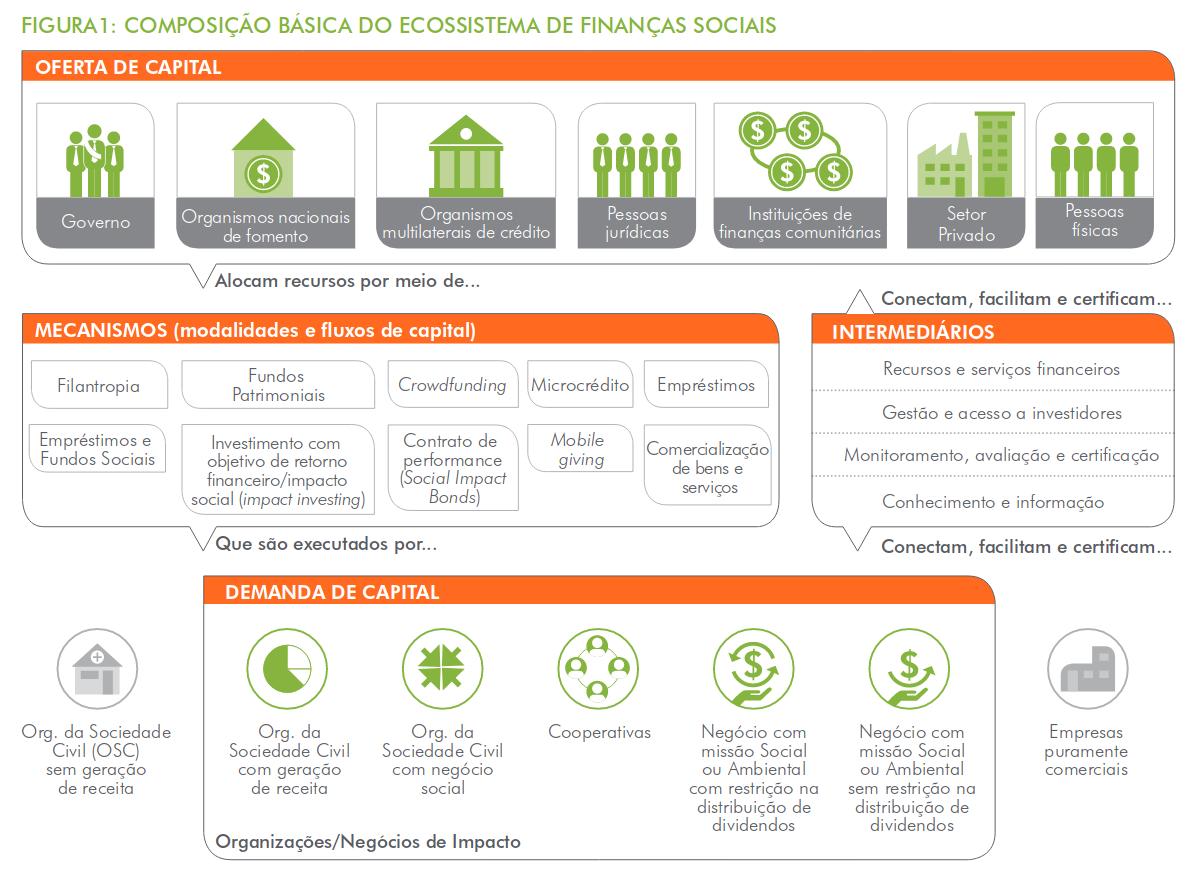 FIGURA1: COMPOSIÇÃO BÁSICA DO ECOSSISTEMA DE FINANÇAS SOCIAIS
OFERTA DE CAPITAL
$
$
$
$
$
Governo
Organismos nacionais
de fomento
Organismos
multilaterais de crédito
Pessoas
jurídicas
Instituições de
finanças comunitárias
Setor
Privado
Pessoas
físicas
Alocam recursos por meio de...
Conectam, facilitam e certificam...
MECANISMOS (modalidades e fluxos de capital)
Filantropia
Fundos
Patrimoniais
Crowdfunding
Microcrédito
Empréstimos
Empréstimos e
Fundos Sociais
Investimento com
objetivo de retorno
financeiro/impacto
social (impact investing)
Contrato de
performance
(Social Impact
Bonds)
Mobile
giving
Comercialização
de bens e
serviços
INTERMEDIÁRIOS
Recursos e serviços financeiros
Gestão e acesso a investidores
Monitoramento, avaliação e certificação
Conhecimento e informação
Que são executados por...
Conectam, facilitam e certificam...
DEMANDA DE CAPITAL
$
$
Org. da Sociedade
Civil (OSC)
sem geração
de receita
Org. da
Sociedade Civil
com geração
de receita
Org. da
Sociedade Civil
com negócio
social
Cooperativas
Negócio com
missão Social
ou Ambiental
com restrição na
distribuição de
dividendos
Negócio com
missão Social
ou Ambiental
sem restrição na
distribuição de
dividendos
Empresas
puramente
comerciais
Organizações/Negócios de Impacto